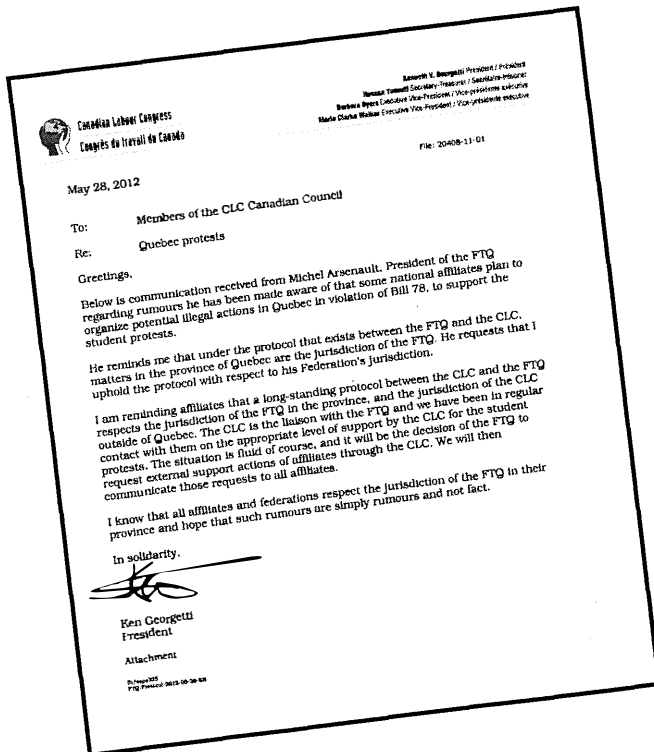 Kenneth V. Georgetti President / Président
Hassan Yussuff Secretary-Treasurer / Secrétaire-trésorier
Barbara Byers Executive Vice-President / Vice-présidente exécutive
Marie Clarke Walker Executive Vice-President / Vice-présidente exécutive
Canadian Labour Congress
Congrès du travail du Canada
File: 20408-11-01
May 28, 2012
To: Members of the CLC Canadian Council
Re: Quebec protests
Greetings,
Below is communication received from Michel Arsenault, President of the FTQ
regarding rumours he has been made aware of that some national affiliates plan to
organize potential illegal actions in Quebec in violation of Bill 78, to support the
student protests.
He reminds me that under the protocol that exists between the FTQ and the CLC,
matters in the province of Quebec are the jurisdiction of the FTQ. He requests that I
uphold the protocol with respect to his Federation's jurisdiction.
I am reminding affiliates that a long-standing protocol between the CLC and the FTQ
respects the jurisdiction of the FTQ in the province, and the jurisdiction of the CLC
outside of Quebec. The CLC is the liaison with the FTQ and we have been in regular
contact with them on the appropriate level of support by the CLC for the student
protests. The situation is fluid of course, and it will be the decision of the FTQ to
request external support actions of affiliates through the CLC. We will then
communicate those requests to all affiliates.
I know that all affiliates and federations respect the jurisdiction of the FTQ in their
province and hope that such rumours are simply rumours and not fact.
In solidarity,
Ken Georgetti
President
Attachment